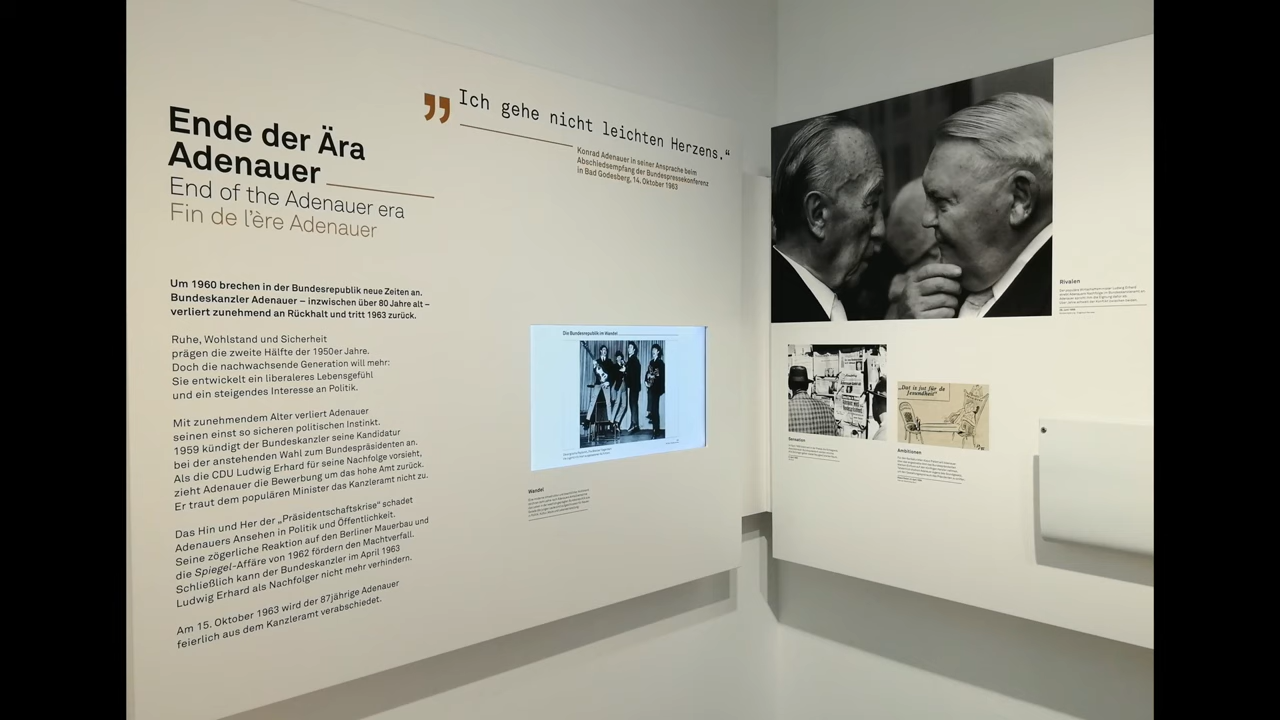 Ende der Ära
Adenauer
End of the Adenauer era
Fin de l'ère Adenauer
Um 1960 brechen in der Bundesrepublik neue Zeiten an.
Bundeskanzler Adenauer – inzwischen über 80 Jahre alt –
verliert zunehmend an Rückhalt und tritt 1963 zurück.
Ruhe, Wohlstand und Sicherheit
prägen die zweite Hälfte der 1950er Jahre.
Doch die nachwachsende Generation will mehr:
Sie entwickelt ein liberaleres Lebensgefühl
und ein steigendes Interesse an Politik.
Mit zunehmendem Alter verliert Adenauer
seinen einst so sicheren politischen Instinkt.
1959 kündigt der Bundeskanzler seine Kandidatur
bei der anstehenden Wahl zum Bundespräsidenten an.
Als die CDU Ludwig Erhard für seine Nachfolge vorsieht,
zieht Adenauer die Bewerbung um das hohe Amt zurück.
Er traut dem populären Minister das Kanzleramt nicht zu.
Das Hin und Her der „Präsidentschaftskrise“ schadet
Adenauers Ansehen in Politik und Öffentlichkeit.
Seine zögerliche Reaktion auf den Berliner Mauerbau und
die Spiegel-Affäre von 1962 fördern den Machtverfall.
Schließlich kann der Bundeskanzler im April 1963
Ludwig Erhard als Nachfolger nicht mehr verhindern.
Am 15. Oktober 1963 wird der 87jährige Adenauer
feierlich aus dem Kanzleramt verabschiedet.
„Ich gehe nicht leichten Herzens.“
Konrad Adenauer in seiner Ansprache beim
Abschiedsempfang der Bundespressekonferenz
in Bad Godesberg, 14. Oktober 1963
Die Bundesrepublik im Wandel
Wandel
Rivalen
Sensation
„Dat is jut für de
Gesundheit“
Ambitionen